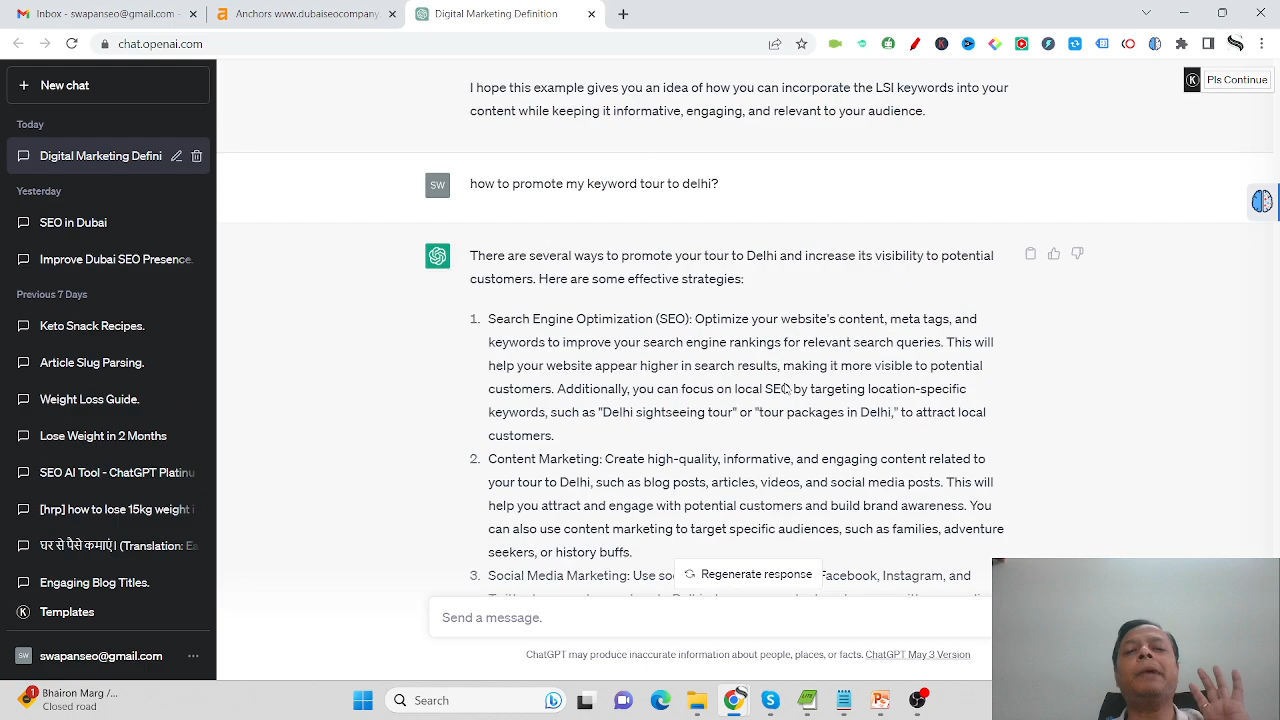 Inbox - swapanseo@gmail.com
Anchors www.dubaiseocompany
Digital Marketing Definition
chat.openai.com
New chat
Today
Digital Marketing Defini
Yesterday
SEO in Dubai
Improve Dubai SEO Presence.
Previous 7 Days
Keto Snack Recipes.
Article Slug Parsing.
Weight Loss Guide.
Lose Weight in 2 Months
SEO AI Tool - ChatGPT Platinu
[hrp] how to lose 15kg weight i
(Translation: Ea
Engaging Blog Titles.
K Templates
SW swapanseo@gmail.com
I hope this example gives you an idea of how you can incorporate the LSI keywords into your
content while keeping it informative, engaging, and relevant to your audience.
K Pls Continue
SW how to promote my keyword tour to delhi?
There are several ways to promote your tour to Delhi and increase its visibility to potential
customers. Here are some effective strategies:
1. Search Engine Optimization (SEO): Optimize your website's content, meta tags, and
keywords to improve your search engine rankings for relevant search queries. This will
help your website appear higher in search results, making it more visible to potential
customers. Additionally, you can focus on local SEO by targeting location-specific
keywords, such as "Delhi sightseeing tour" or "tour packages in Delhi," to attract local
customers.
2. Content Marketing: Create high-quality, informative, and engaging content related to
your tour to Delhi, such as blog posts, articles, videos, and social media posts. This will
help you attract and engage with potential customers and build brand awareness. You
can also use content marketing to target specific audiences, such as families, adventure
seekers, or history buffs.
3. Social Media Marketing: Use soc
Facebook, Instagram, and
Regenerate response
Send a message.
ChatGPT may produce inaccurate information about people, places, or facts. ChatGPT May 3 Version
1
Bhairon Marg /...
Closed road
Search